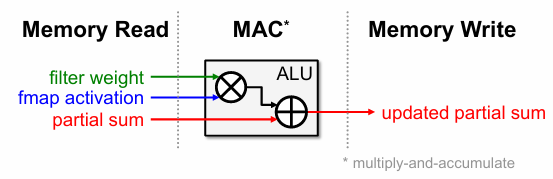 Memory Read
MAC*
Memory Write
ALU
filter weight
fmap activation
partial sum
updated partial sum
* multiply-and-accumulate